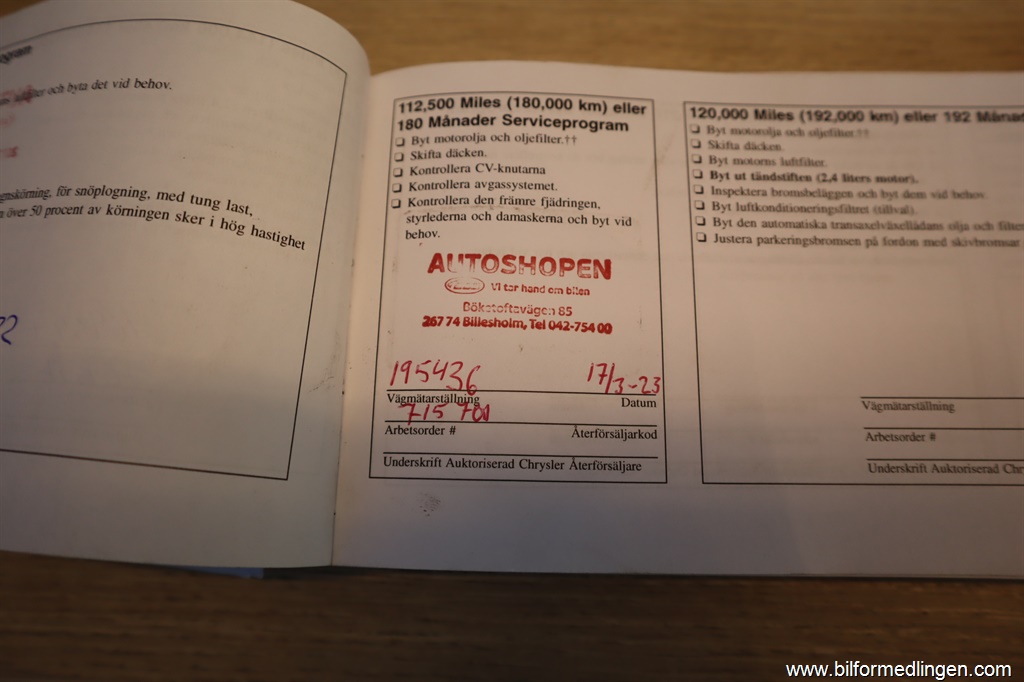 och byta det vid behov.
för snöplogning, med tung last,
över 50 procent av körningen sker i hög hastighet
112,500 Miles (180,000 km) eller
180 Månader Serviceprogram
❏ Byt motorolja och oljefilter.††
❏ Skifta däcken.
❏ Kontrollera CV-knutarna
❏ Kontrollera avgassystemet.
❏ Kontrollera den främre fjädringen,
styrlederna och damaskerna och byt vid
behov.
AUTOSHOPEN
Vi tar hand om bilen
Bökstoftsvägen 85
267 74 Billesholm, Tel 042-754 00
195436 17/3-23
Vägmätarställning Datum
715 701
Arbetsorder # Återförsäljarkod
Underskrift Auktoriserad Chrysler Återförsäljare
120,000 Miles (192,000 km) eller 192
❏ Byt motorolja och oljefilter.††
❏ Skifta däcken.
❏ Byt motorns luftfilter.
❏ Byt ut tändstiften (2,4 liters motor).
❏ Inspektera bromsbeläggen och byt dem vid behov.
❏ Byt luftkonditioneringsfiltret (tillval).
❏ Byt den automatiska transaxelväxellådans olja och
❏ Justera parkeringsbromsen på fordon med skivbromsar
Vägmätarställning
Arbetsorder #
Underskrift Auktoriserad
www.bilformedlingen.com